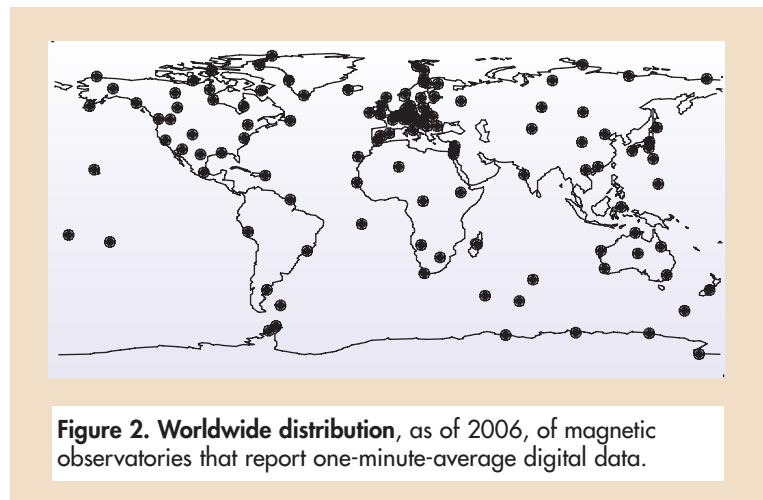 Figure 2. Worldwide distribution, as of 2006, of magnetic
observatories that report one-minute-average digital data.